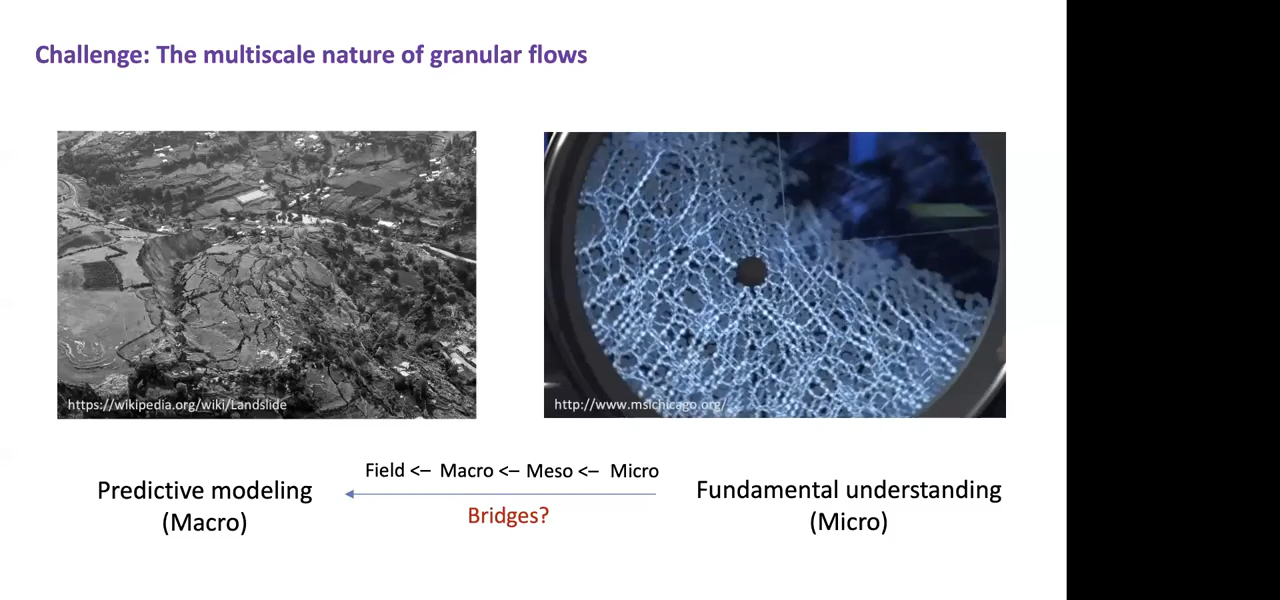 Challenge: The multiscale nature of granular flows
https://wikipedia.org/wiki/Landslide
http://www.msichicago.org/
Field <– Macro <– Meso <– Micro
Predictive modeling
(Macro)
Bridges?
Fundamental understanding
(Micro)